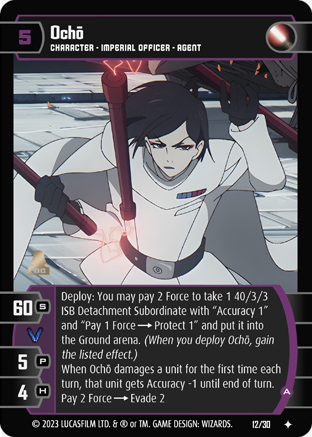 5
Ochō
CHARACTER • IMPERIAL OFFICER • AGENT
60 S
V
5 P
4 H
Deploy: You may pay 2 Force to take 1 40/3/3
ISB Detachment Subordinate with “Accuracy 1”
and “Pay 1 Force → Protect 1” and put it into
the Ground arena. (When you deploy Ochō, gain
the listed effect.)
When Ochō damages a unit for the first time each
turn, that unit gets Accuracy -1 until end of turn.
Pay 2 Force → Evade 2
A
© 2023 LUCASFILM LTD. & ® or TM. GAME DESIGN: WIZARDS.
12/30